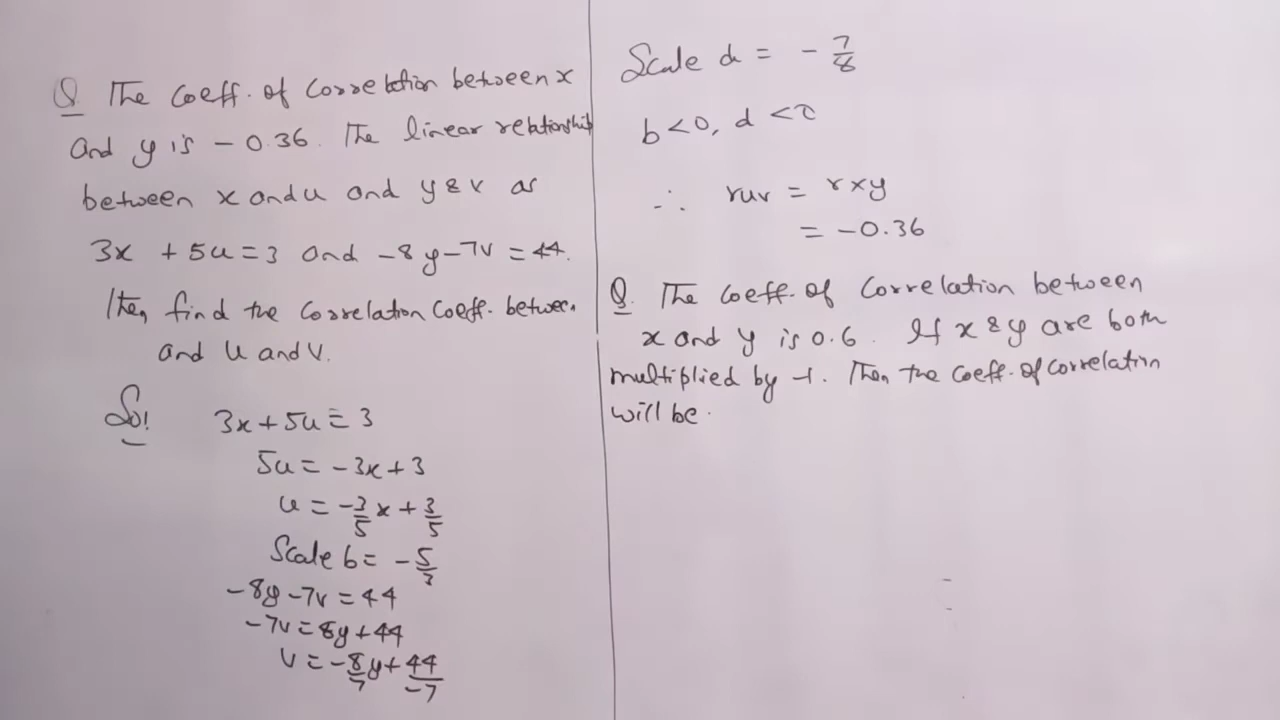 Q. The Coeff. of Correlation between x
and y is - 0.36. The linear relationship
between x and u and y & v as
3x + 5u = 3 and -8y - 7v = 44.
Then find the Correlation Coeff. between
and u and v.
Sol
3x + 5u = 3
5u = -3x + 3
u = -3/5 x + 3/5
Scale b = -5/3
-8y - 7v = 44
-7v = 8y + 44
v = -8/7 y + 44/-7
Scale d = - 7/8
b < 0, d < 0
∴ ruv = rxy
= -0.36
Q. The Coeff. of Correlation between
x and y is 0.6. If x & y are both
multiplied by -1. Then the Coeff. of correlation
will be.